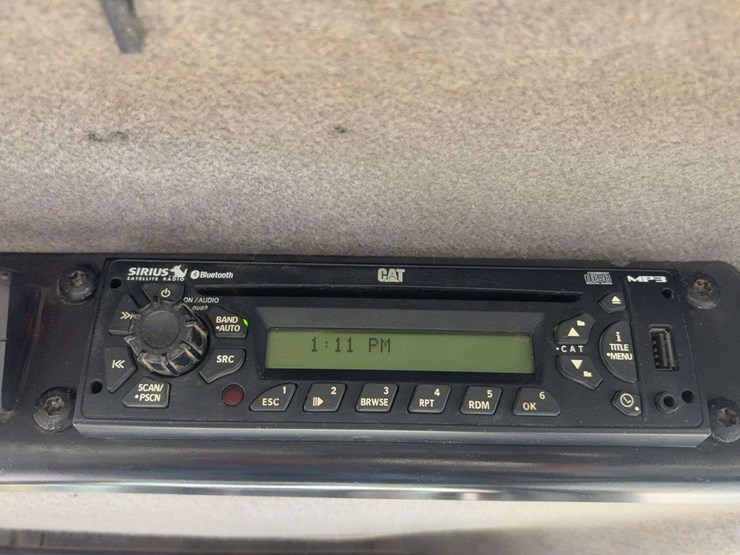 SIRIUS
SATELLITE RADIO
Bluetooth
CAT
MP3
ON / AUDIO
push
BAND
•AUTO
SRC
SCAN/
•PSCN
1:11 PM
•CAT
i
TITLE
•MENU
1
ESC
2
3
BRWSE
4
RPT
5
RDM
6
OK